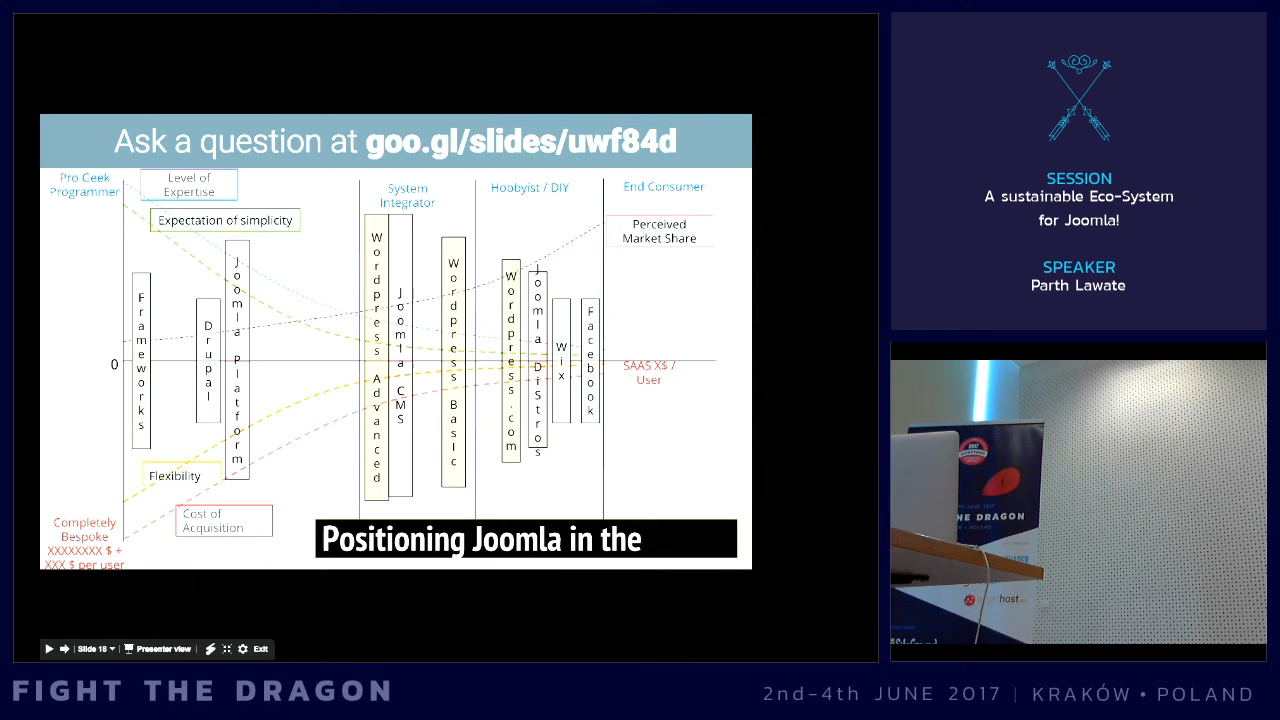 Ask a question at goo.gl/slides/uwf84d
Pro Geek
Programmer
Level of
Expertise
Expectation of simplicity
System
Integrator
Hobbyist / DIY
End Consumer
Perceived
Market Share
Frameworks
Drupal
Joomla Platform
Wordpress Advanced
Joomla CMS
Wordpress Basic
Wordpress.com
Joomla Distros
Wix
Facebook
0
SAAS X$ /
User
Flexibility
Cost of
Acquisition
Completely
Bespoke
XXXXXXXX $ +
XXX $ per user
Positioning Joomla in the
Slide 18
Presenter view
Exit
SESSION
A sustainable Eco-System
for Joomla!
SPEAKER
Parth Lawate
HE DRAGON
host
FIGHT THE DRAGON
2nd-4th JUNE 2017 | KRAKÓW • POLAND